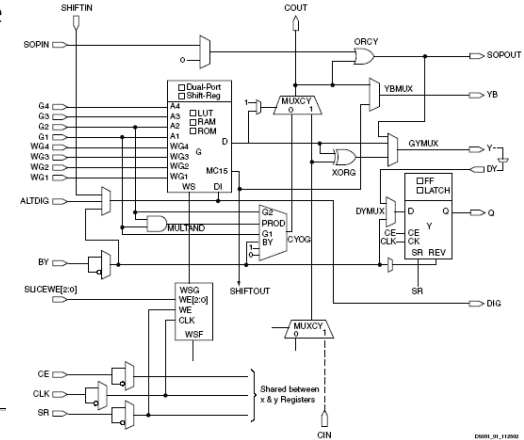 e
SHIFTIN
COUT
SOPIN
0
ORCY
SOPOUT
Dual-Port
Shift-Reg
YBMUX
YB
MUXCY
1
0 1
G4
G3
G2
G1
WG4
WG3
WG2
WG1
A4
A3
A2
A1
WG4
WG3
WG2
WG1
LUT
RAM
ROM
G
D
MC15
WS DI
GYMUX
Y
DY
XORG
ALTDIG
MULTAND
G2
PROD
G1
BY
1
0
CYOG
FF
LATCH
DYMUX
D Q
Y
Q
CE CE
CLK CK
SR REV
BY
SLICEWE[2:0]
WSG
WE[2:0]
WE
CLK
WSF
SHIFTOUT
SR
DIG
MUXCY
0 1
CE
CLK
SR
Shared between
x & y Registers
CIN
DS031_01_112502